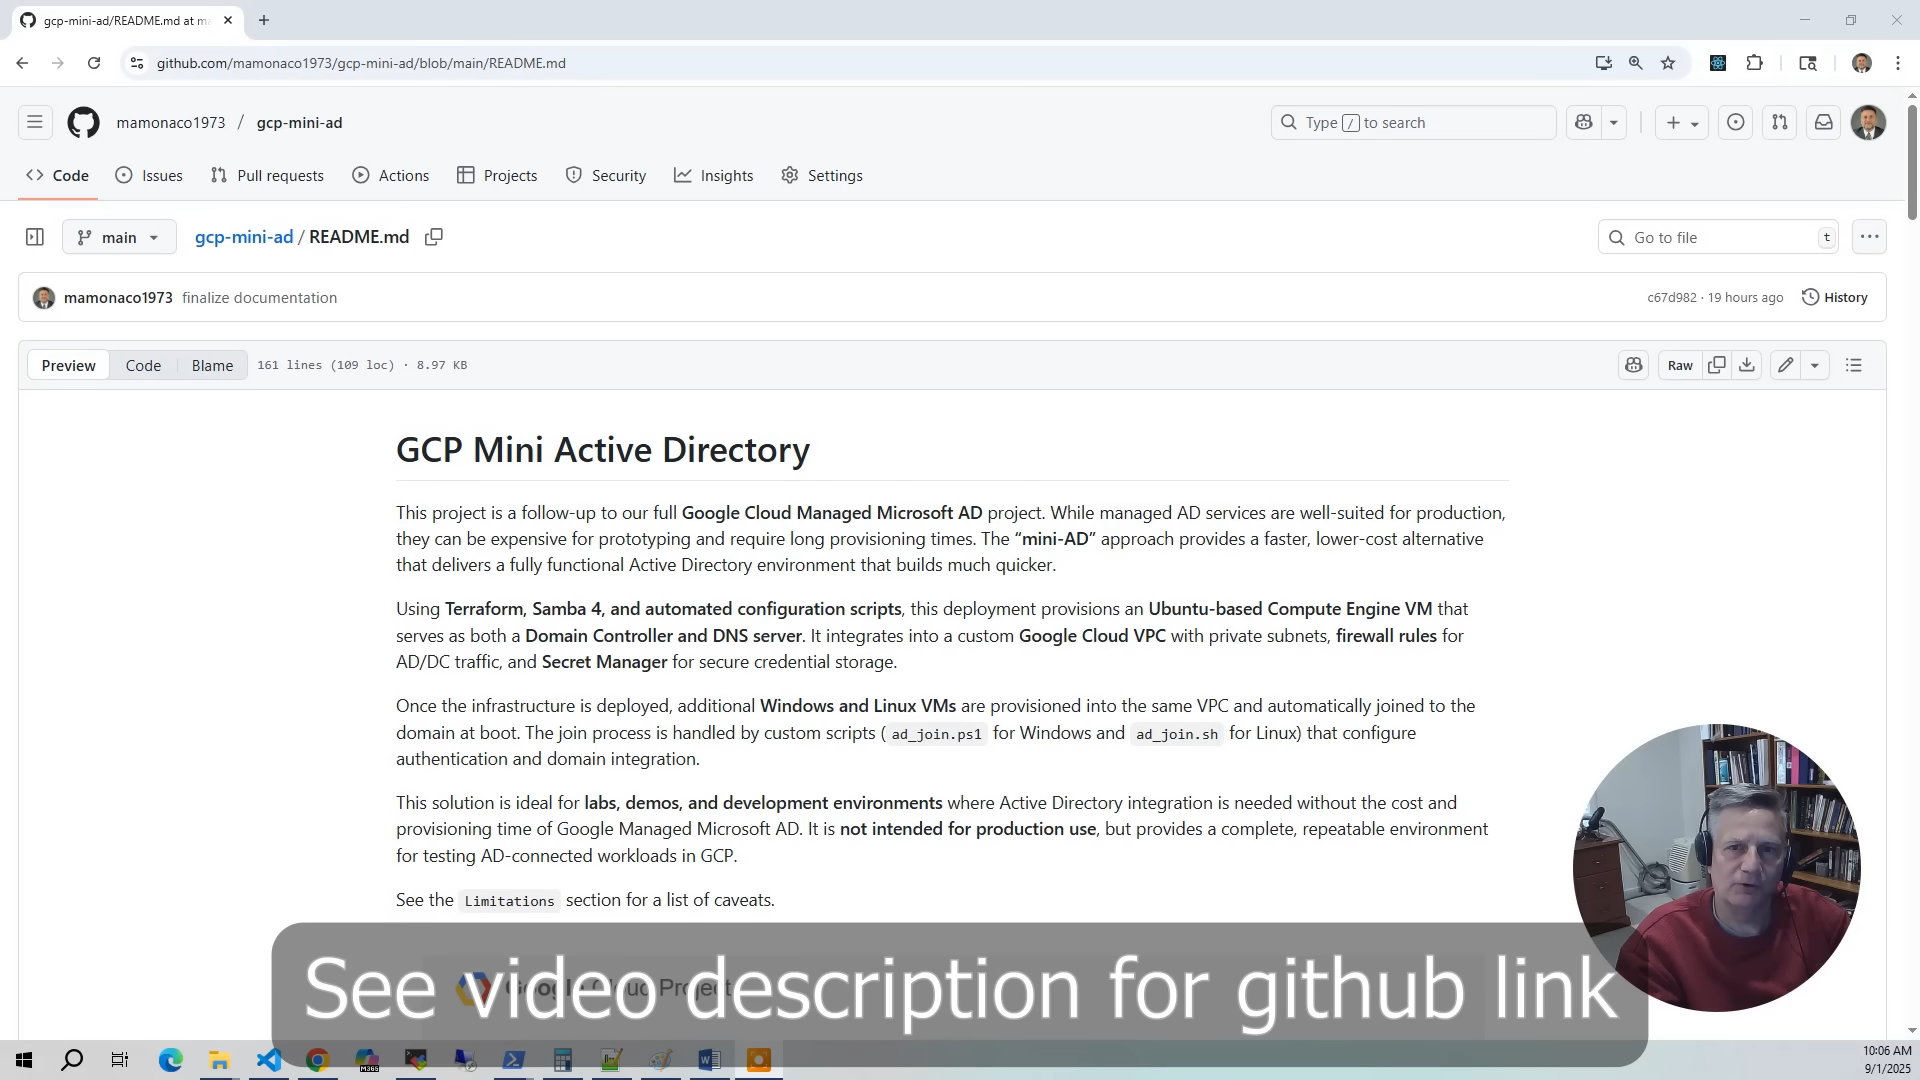 gcp-mini-ad/README.md at ma
github.com/mamonaco1973/gcp-mini-ad/blob/main/README.md
mamonaco1973 / gcp-mini-ad
Type / to search
Code
Issues
Pull requests
Actions
Projects
Security
Insights
Settings
main
gcp-mini-ad / README.md
Go to file
t
mamonaco1973 finalize documentation
c67d982 · 19 hours ago
History
Preview
Code
Blame
161 lines (109 loc) · 8.97 KB
Raw
GCP Mini Active Directory
This project is a follow-up to our full Google Cloud Managed Microsoft AD project. While managed AD services are well-suited for production,
they can be expensive for prototyping and require long provisioning times. The “mini-AD” approach provides a faster, lower-cost alternative
that delivers a fully functional Active Directory environment that builds much quicker.
Using Terraform, Samba 4, and automated configuration scripts, this deployment provisions an Ubuntu-based Compute Engine VM that
serves as both a Domain Controller and DNS server. It integrates into a custom Google Cloud VPC with private subnets, firewall rules for
AD/DC traffic, and Secret Manager for secure credential storage.
Once the infrastructure is deployed, additional Windows and Linux VMs are provisioned into the same VPC and automatically joined to the
domain at boot. The join process is handled by custom scripts (ad_join.ps1 for Windows and ad_join.sh for Linux) that configure
authentication and domain integration.
This solution is ideal for labs, demos, and development environments where Active Directory integration is needed without the cost and
provisioning time of Google Managed Microsoft AD. It is not intended for production use, but provides a complete, repeatable environment
for testing AD-connected workloads in GCP.
See the Limitations section for a list of caveats.
Google Cloud Project
See video description for github link
M365
10:06 AM
9/1/2025